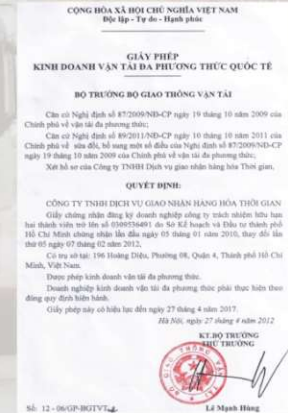 CỘNG HÒA XÃ HỘI CHỦ NGHĨA VIỆT NAM
Độc lập - Tự do - Hạnh phúc
GIẤY PHÉP
KINH DOANH VẬN TẢI ĐA PHƯƠNG THỨC QUỐC TẾ
BỘ TRƯỞNG BỘ GIAO THÔNG VẬN TẢI
Căn cứ Nghị định số 87/2009/NĐ-CP ngày 19 tháng 10 năm 2009 của
Chính phủ về vận tải đa phương thức;
Căn cứ Nghị định số 89/2011/NĐ-CP ngày 10 tháng 10 năm 2011 của
Chính phủ về sửa đổi, bổ sung một số điều của Nghị định số 87/2009/NĐ-CP
ngày 19 tháng 10 năm 2009 của Chính phủ về vận tải đa phương thức;
Xét hồ sơ của Công ty TNHH Dịch vụ giao nhận hàng hóa Thời Gian,
QUYẾT ĐỊNH:
CÔNG TY TNHH DỊCH VỤ GIAO NHẬN HÀNG HÓA THỜI GIAN
Giấy chứng nhận đăng ký doanh nghiệp công ty trách nhiệm hữu hạn
hai thành viên trở lên số 0309536491 do Sở Kế hoạch và Đầu tư thành phố
Hồ Chí Minh chứng nhận lần đầu ngày 05 tháng 01 năm 2010, thay đổi lần
thứ 05 ngày 07 tháng 02 năm 2012,
Có trụ sở tại: 196 Hoàng Diệu, Phường 08, Quận 4, Thành phố Hồ Chí
Minh, Việt Nam.
Được phép kinh doanh vận tải đa phương thức.
Doanh nghiệp kinh doanh vận tải đa phương thức phải thực hiện theo
đúng quy định hiện hành.
Giấy phép này có hiệu lực đến ngày 27 tháng 4 năm 2017.
Hà Nội, ngày 27 tháng 4 năm 2012
KT.BỘ TRƯỞNG
THỨ TRƯỞNG
Lê Mạnh Hùng
Số: 12 - 06/GP-BGTVT